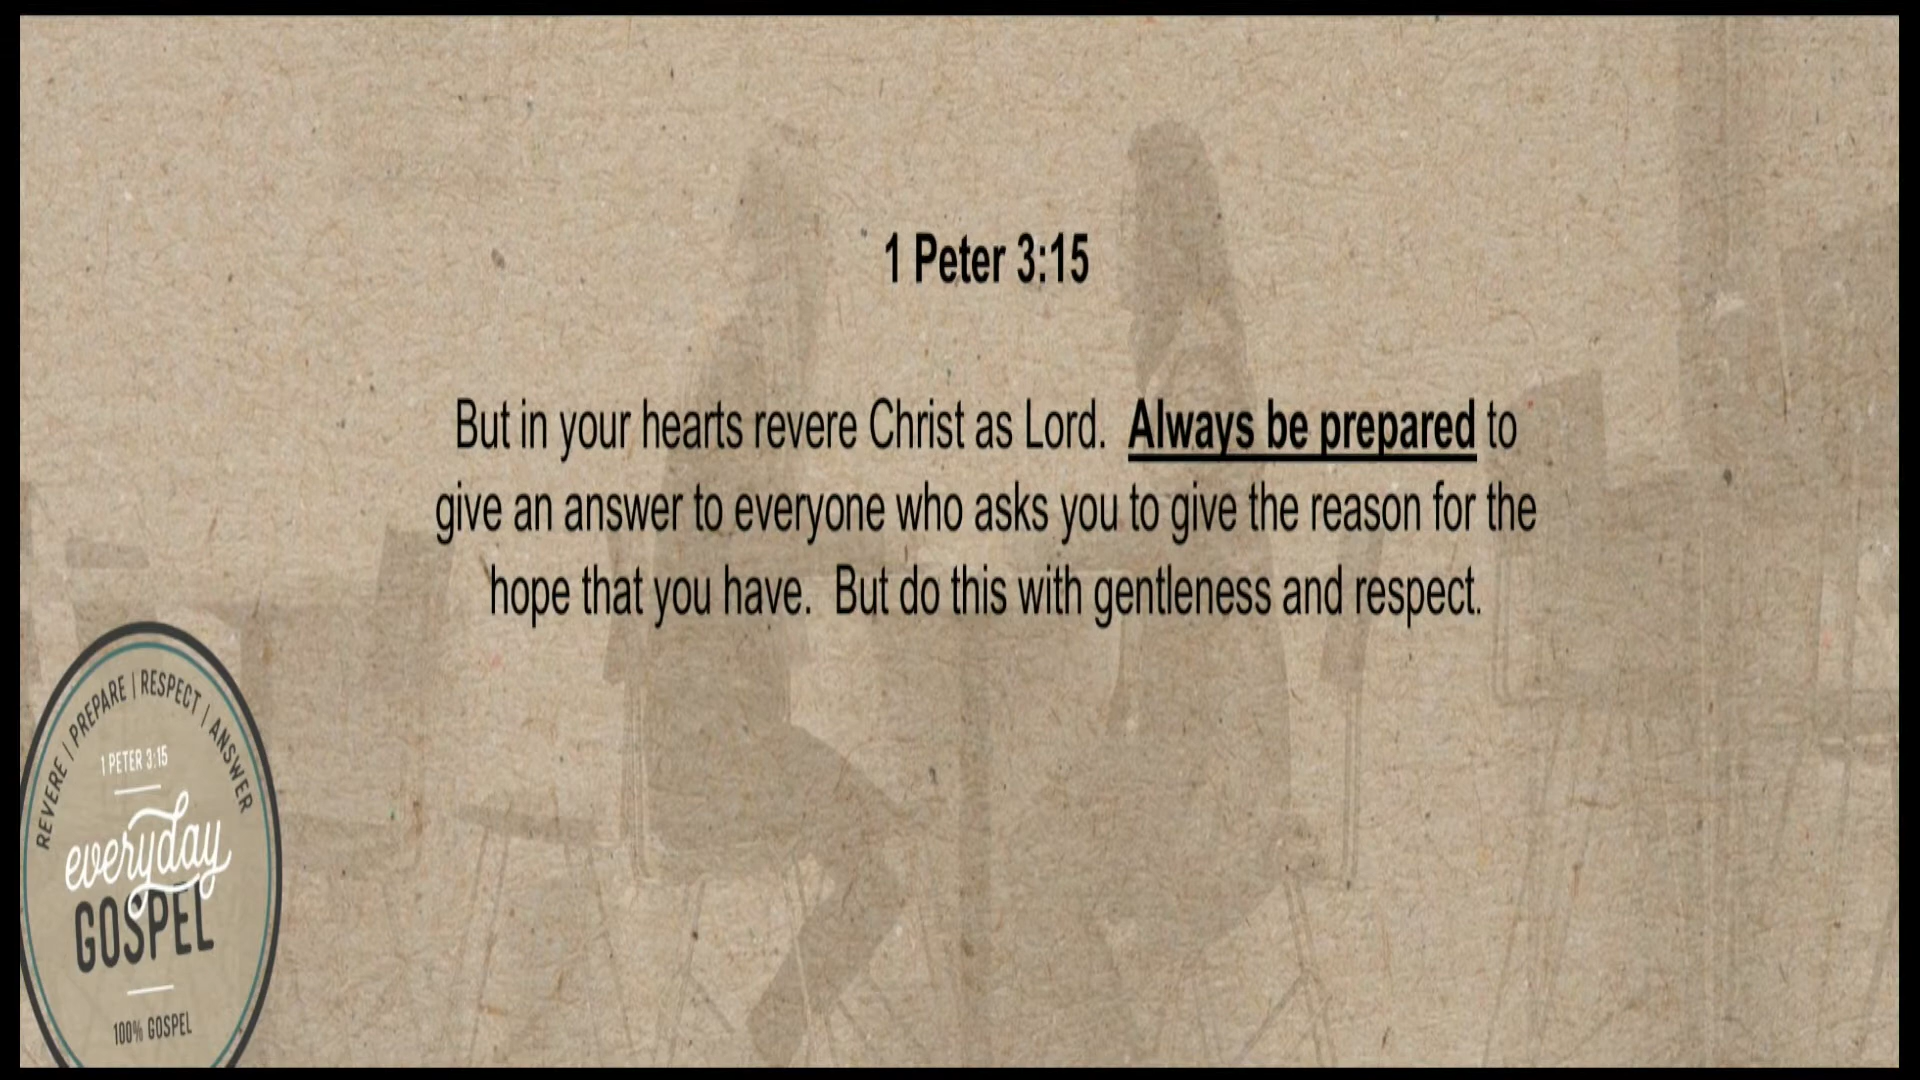 1 Peter 3:15
But in your hearts revere Christ as Lord.  Always be prepared to
give an answer to everyone who asks you to give the reason for the
hope that you have.  But do this with gentleness and respect.
REVERE | PREPARE | RESPECT | ANSWER
1 PETER 3:15
everyday
GOSPEL
100% GOSPEL